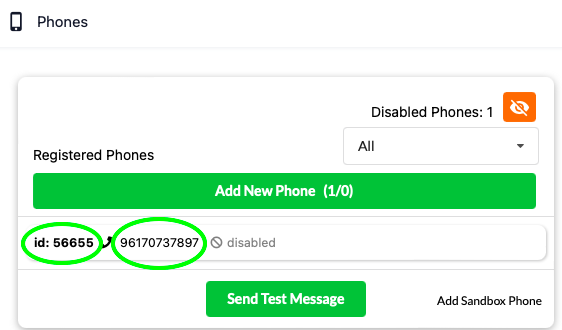 Phones
Disabled Phones: 1
All
Registered Phones
Add New Phone (1/0)
id: 56655 96170737897 disabled
Send Test Message
Add Sandbox Phone